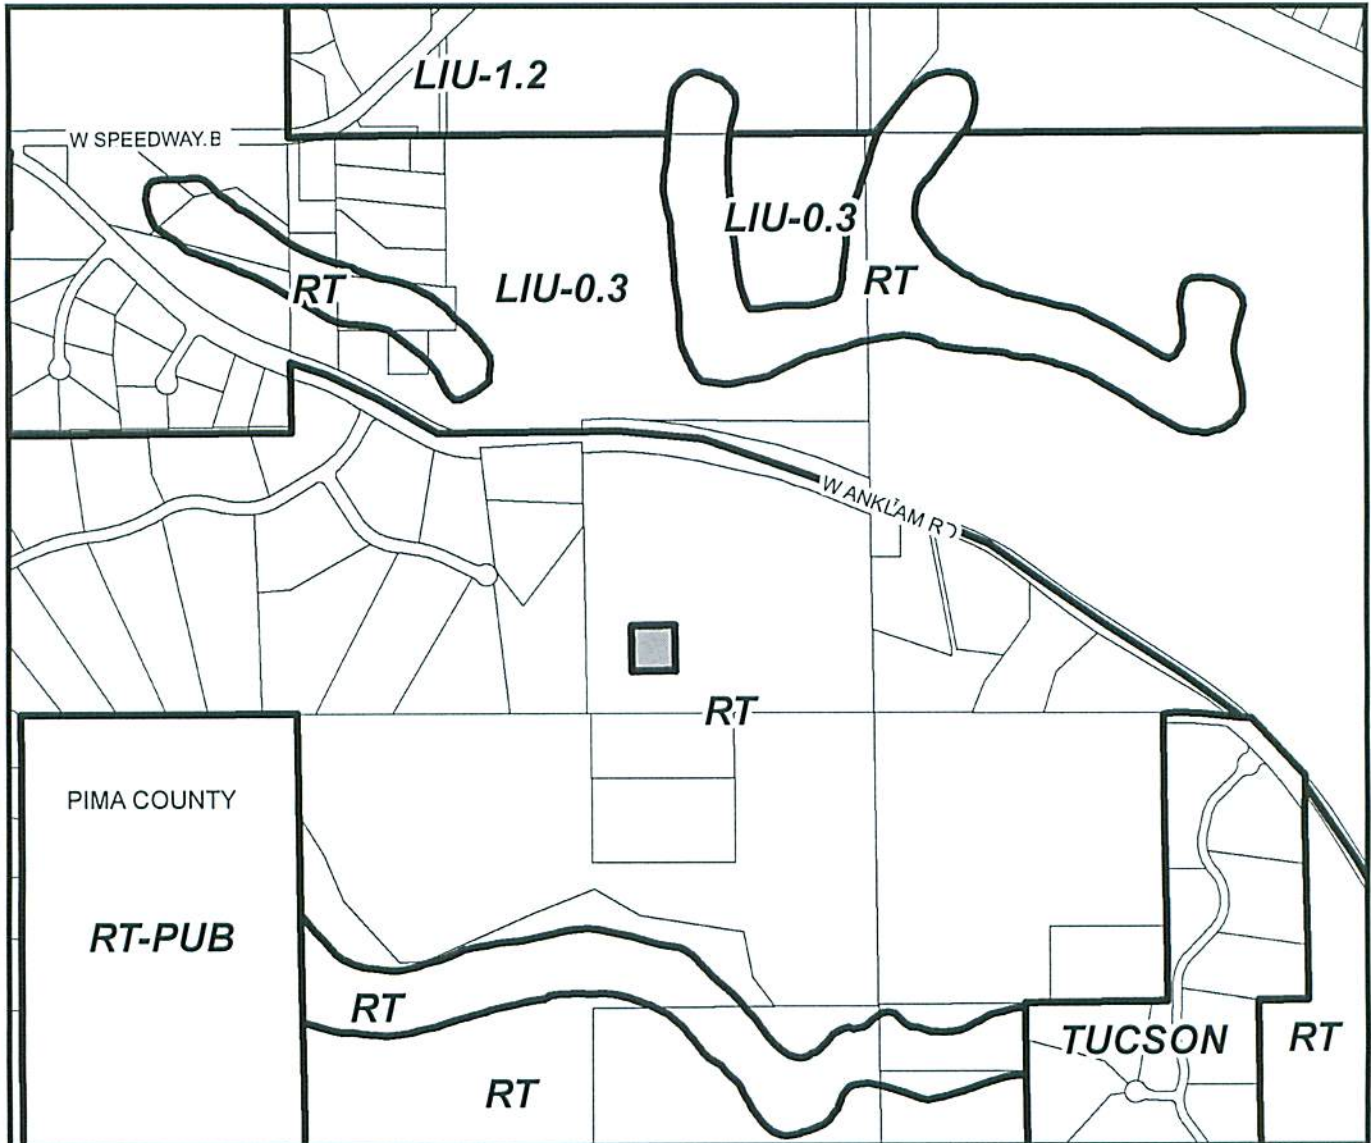 LIU-1.2
W SPEEDWAY.B
LIU-0.3
RT
LIU-0.3
RT
W ANKLAM RD
RT
PIMA COUNTY
RT-PUB
RT
TUCSON
RT
RT